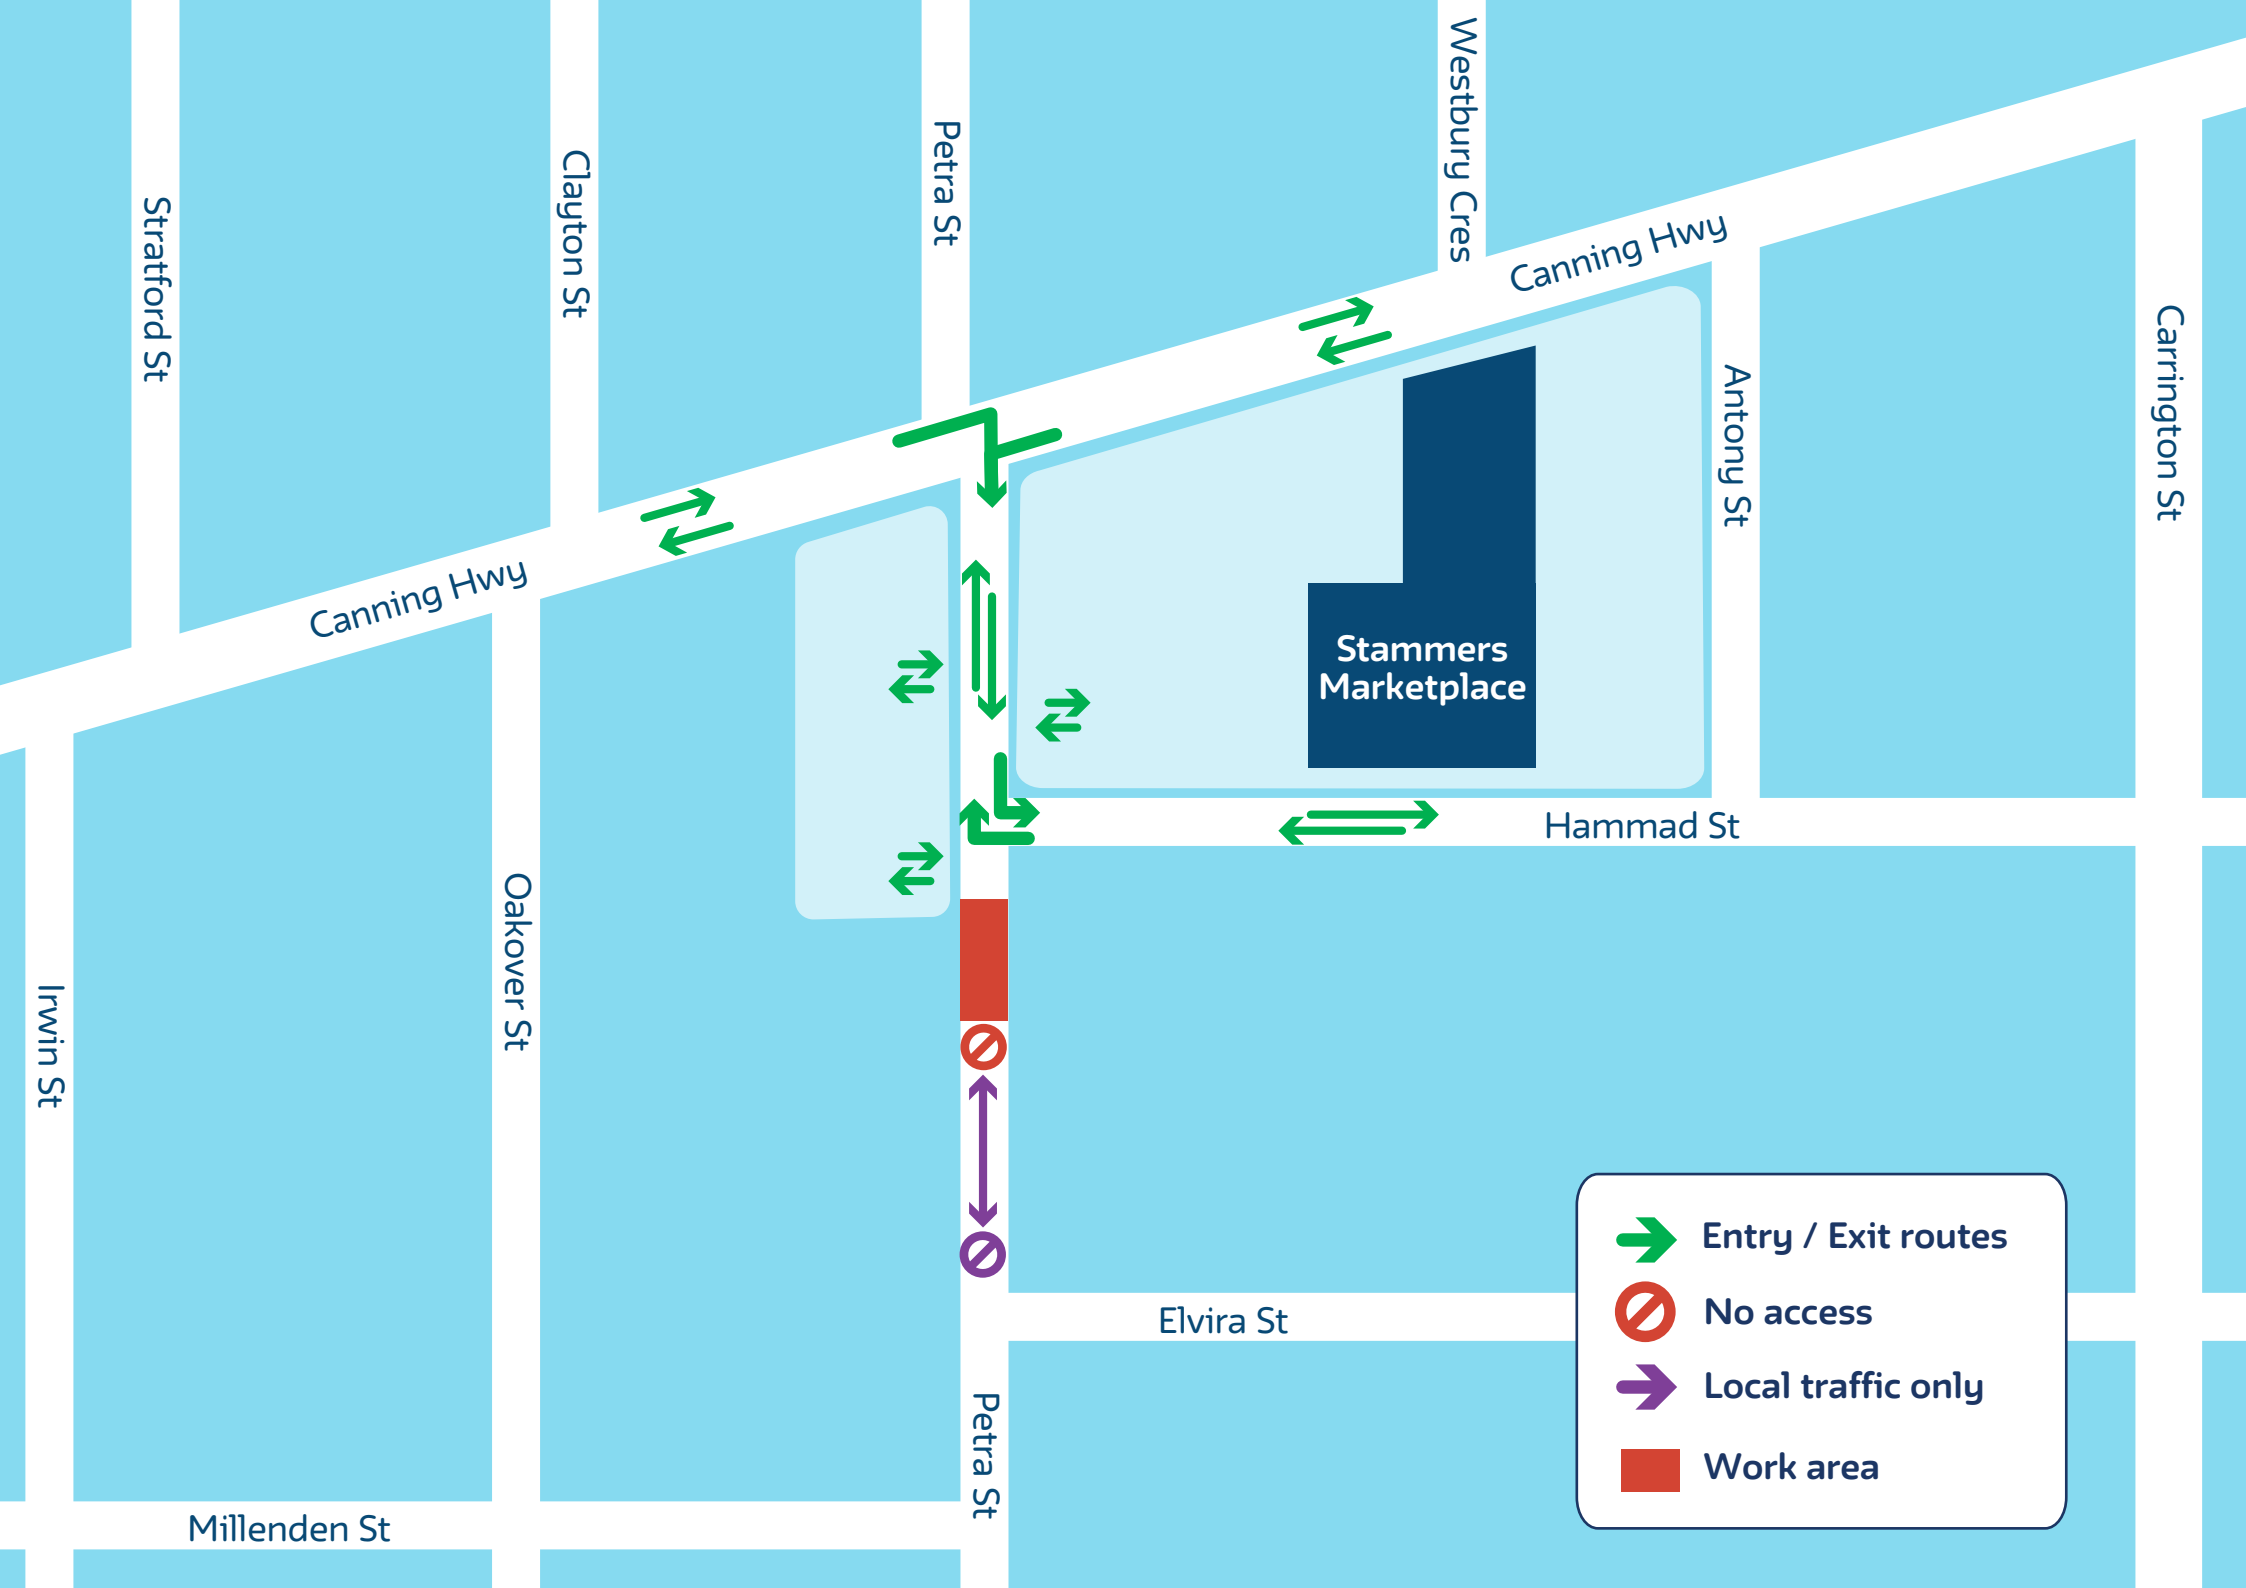 Westbury Cres
Petra St
Clayton St
Stratford St
Canning Hwy
Carrington St
Antony St
Canning Hwy
Stammers
Marketplace
Hammad St
Oakover St
Irwin St
Entry / Exit routes
No access
Elvira St
Local traffic only
Petra St
Work area
Millenden St